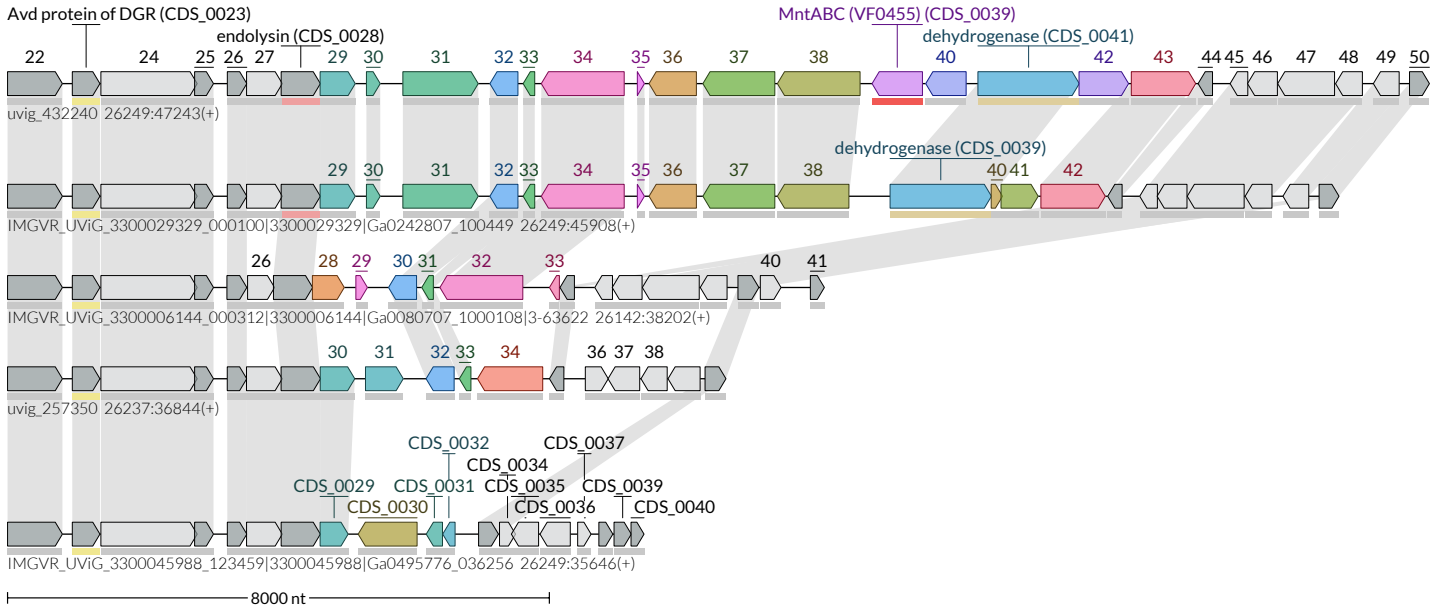 Avd protein of DGR (CDS_0023)
MntABC (VF0455) (CDS_0039)
endolysin (CDS_0028)
dehydrogenase (CDS_0041)
22 24 25 26 27 29 30 31 32 33 34 35 36 37 38 40 42 43 44 45 46 47 48 49 50
uvig_432240 26249:47243(+)
dehydrogenase (CDS_0039)
29 30 31 32 33 34 35 36 37 38 40 41 42
IMGVR_UViG_3300029329_000100|3300029329|Ga0242807_100449 26249:45908(+)
26 28 29 30 31 32 33 40 41
IMGVR_UViG_3300006144_000312|3300006144|Ga0080707_1000108|3-63622 26142:38202(+)
30 31 32 33 34 36 37 38
uvig_257350 26237:36844(+)
CDS_0032 CDS_0037
CDS_0034
CDS_0029 CDS_0031 CDS_0035 CDS_0039
CDS_0030 CDS_0036 CDS_0040
IMGVR_UViG_3300045988_123459|3300045988|Ga0495776_036256 26249:35646(+)
8000 nt